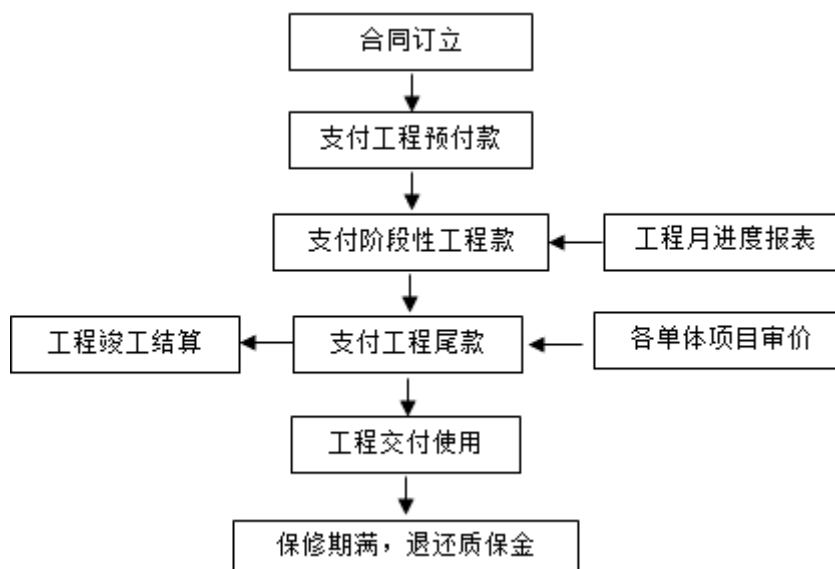 合同订立
支付工程预付款
支付阶段性工程款
工程月进度报表
工程竣工结算
支付工程尾款
各单体项目审价
工程交付使用
保修期满，退还质保金